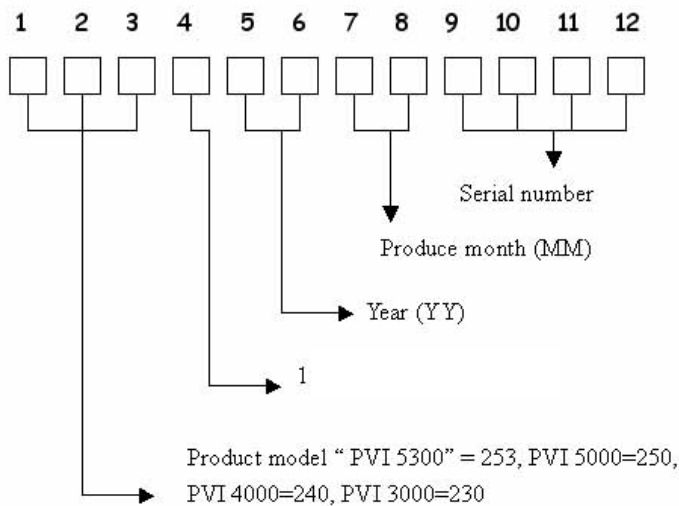 1 2 3 4 5 6 7 8 9 10 11 12
Serial number
Produce month (MM)
Year (YY)
1
Product model “ PVI 5300” = 253, PVI 5000=250,
PVI 4000=240, PVI 3000=230